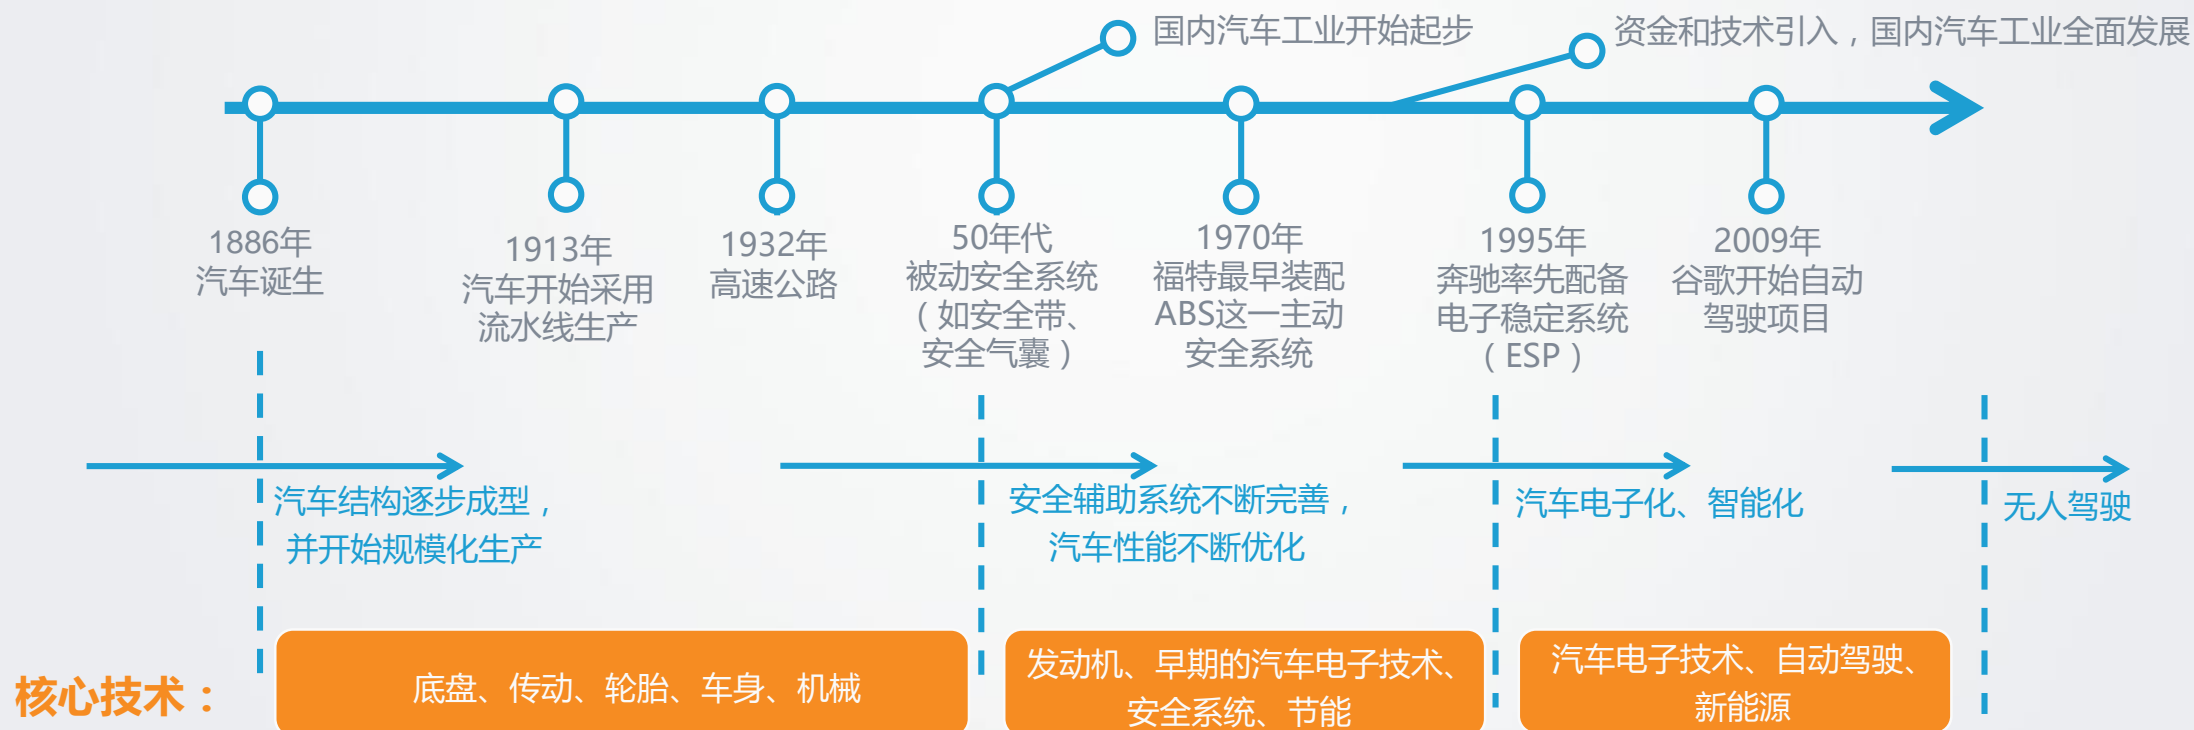 国内汽车工业开始起步
资金和技术引入，国内汽车工业全面发展
1886年
汽车诞生
1913年
汽车开始采用
流水线生产
1932年
高速公路
50年代
被动安全系统
（如安全带、
安全气囊）
1970年
福特最早装配
ABS这一主动
安全系统
1995年
奔驰率先配备
电子稳定系统
（ESP）
2009年
谷歌开始自动
驾驶项目
汽车结构逐步成型，
并开始规模化生产
安全辅助系统不断完善，
汽车性能不断优化
汽车电子化、智能化
无人驾驶
核心技术：
底盘、传动、轮胎、车身、机械
发动机、早期的汽车电子技术、
安全系统、节能
汽车电子技术、自动驾驶、
新能源